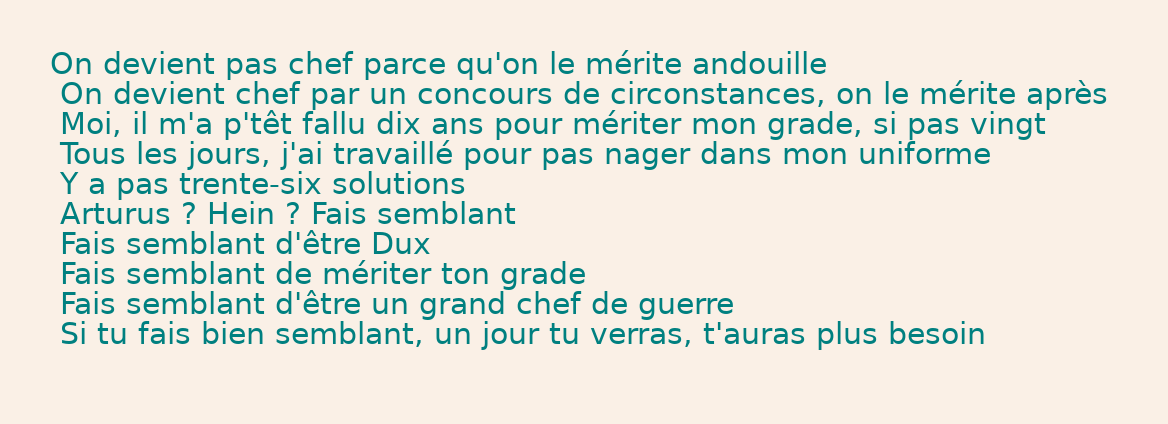 On devient pas chef parce qu'on le mérite andouille
On devient chef par un concours de circonstances, on le mérite après
Moi, il m'a p'têt fallu dix ans pour mériter mon grade, si pas vingt
Tous les jours, j'ai travaillé pour pas nager dans mon uniforme
Y a pas trente-six solutions
Arturus ? Hein ? Fais semblant
Fais semblant d'être Dux
Fais semblant de mériter ton grade
Fais semblant d'être un grand chef de guerre
Si tu fais bien semblant, un jour tu verras, t'auras plus besoin